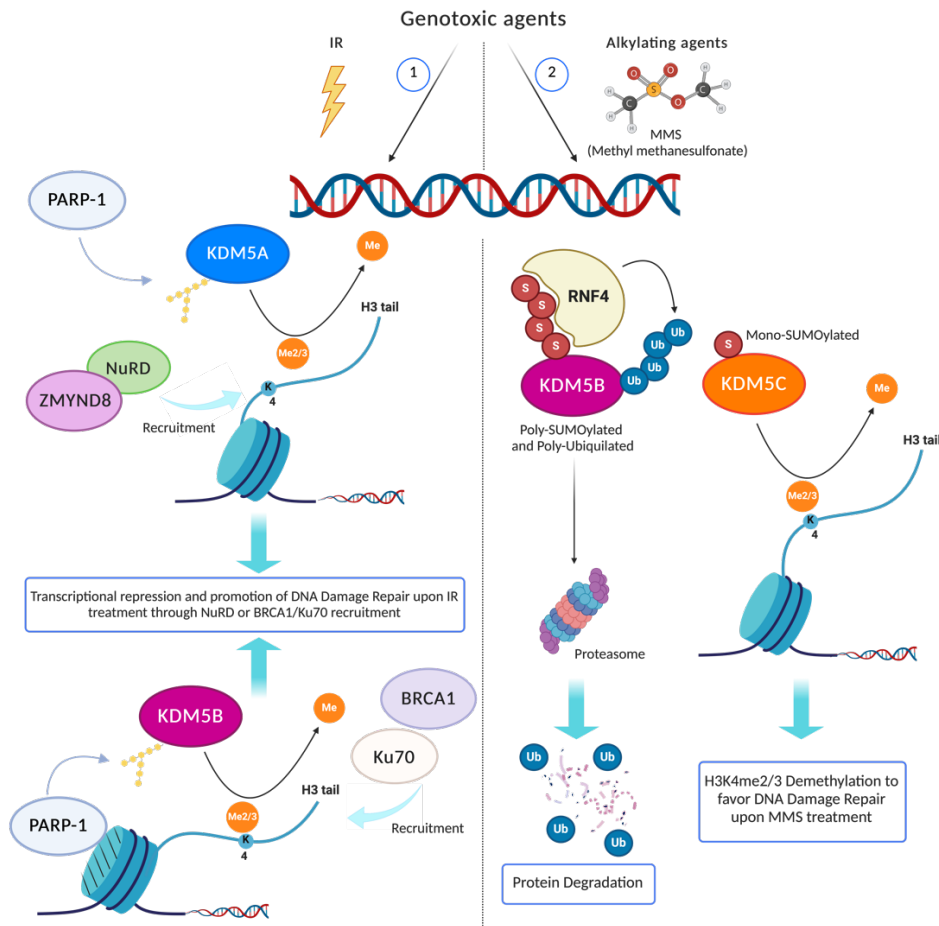 Genotoxic agents
IR
1
2
Alkylating agents
O
O
S
O
C
C
H
H
H
H
H
H
MMS
(Methyl methanesulfonate)
PARP-1
KDM5A
Me
H3 tail
Me2/3
K
4
NuRD
ZMYND8
Recruitment
Transcriptional repression and promotion of DNA Damage Repair upon IR
treatment through NuRD or BRCA1/Ku70 recruitment
KDM5B
Me
BRCA1
Ku70
H3 tail
Me2/3
K
4
Recruitment
PARP-1
RNF4
S
S
S
S
KDM5B
Ub
Ub
Ub
Ub
Poly-SUMOylated
and Poly-Ubiquilated
Proteasome
Ub
Ub
Ub
Ub
Protein Degradation
S
Mono-SUMOylated
KDM5C
Me
H3 tail
Me2/3
K
4
H3K4me2/3 Demethylation to
favor DNA Damage Repair
upon MMS treatment